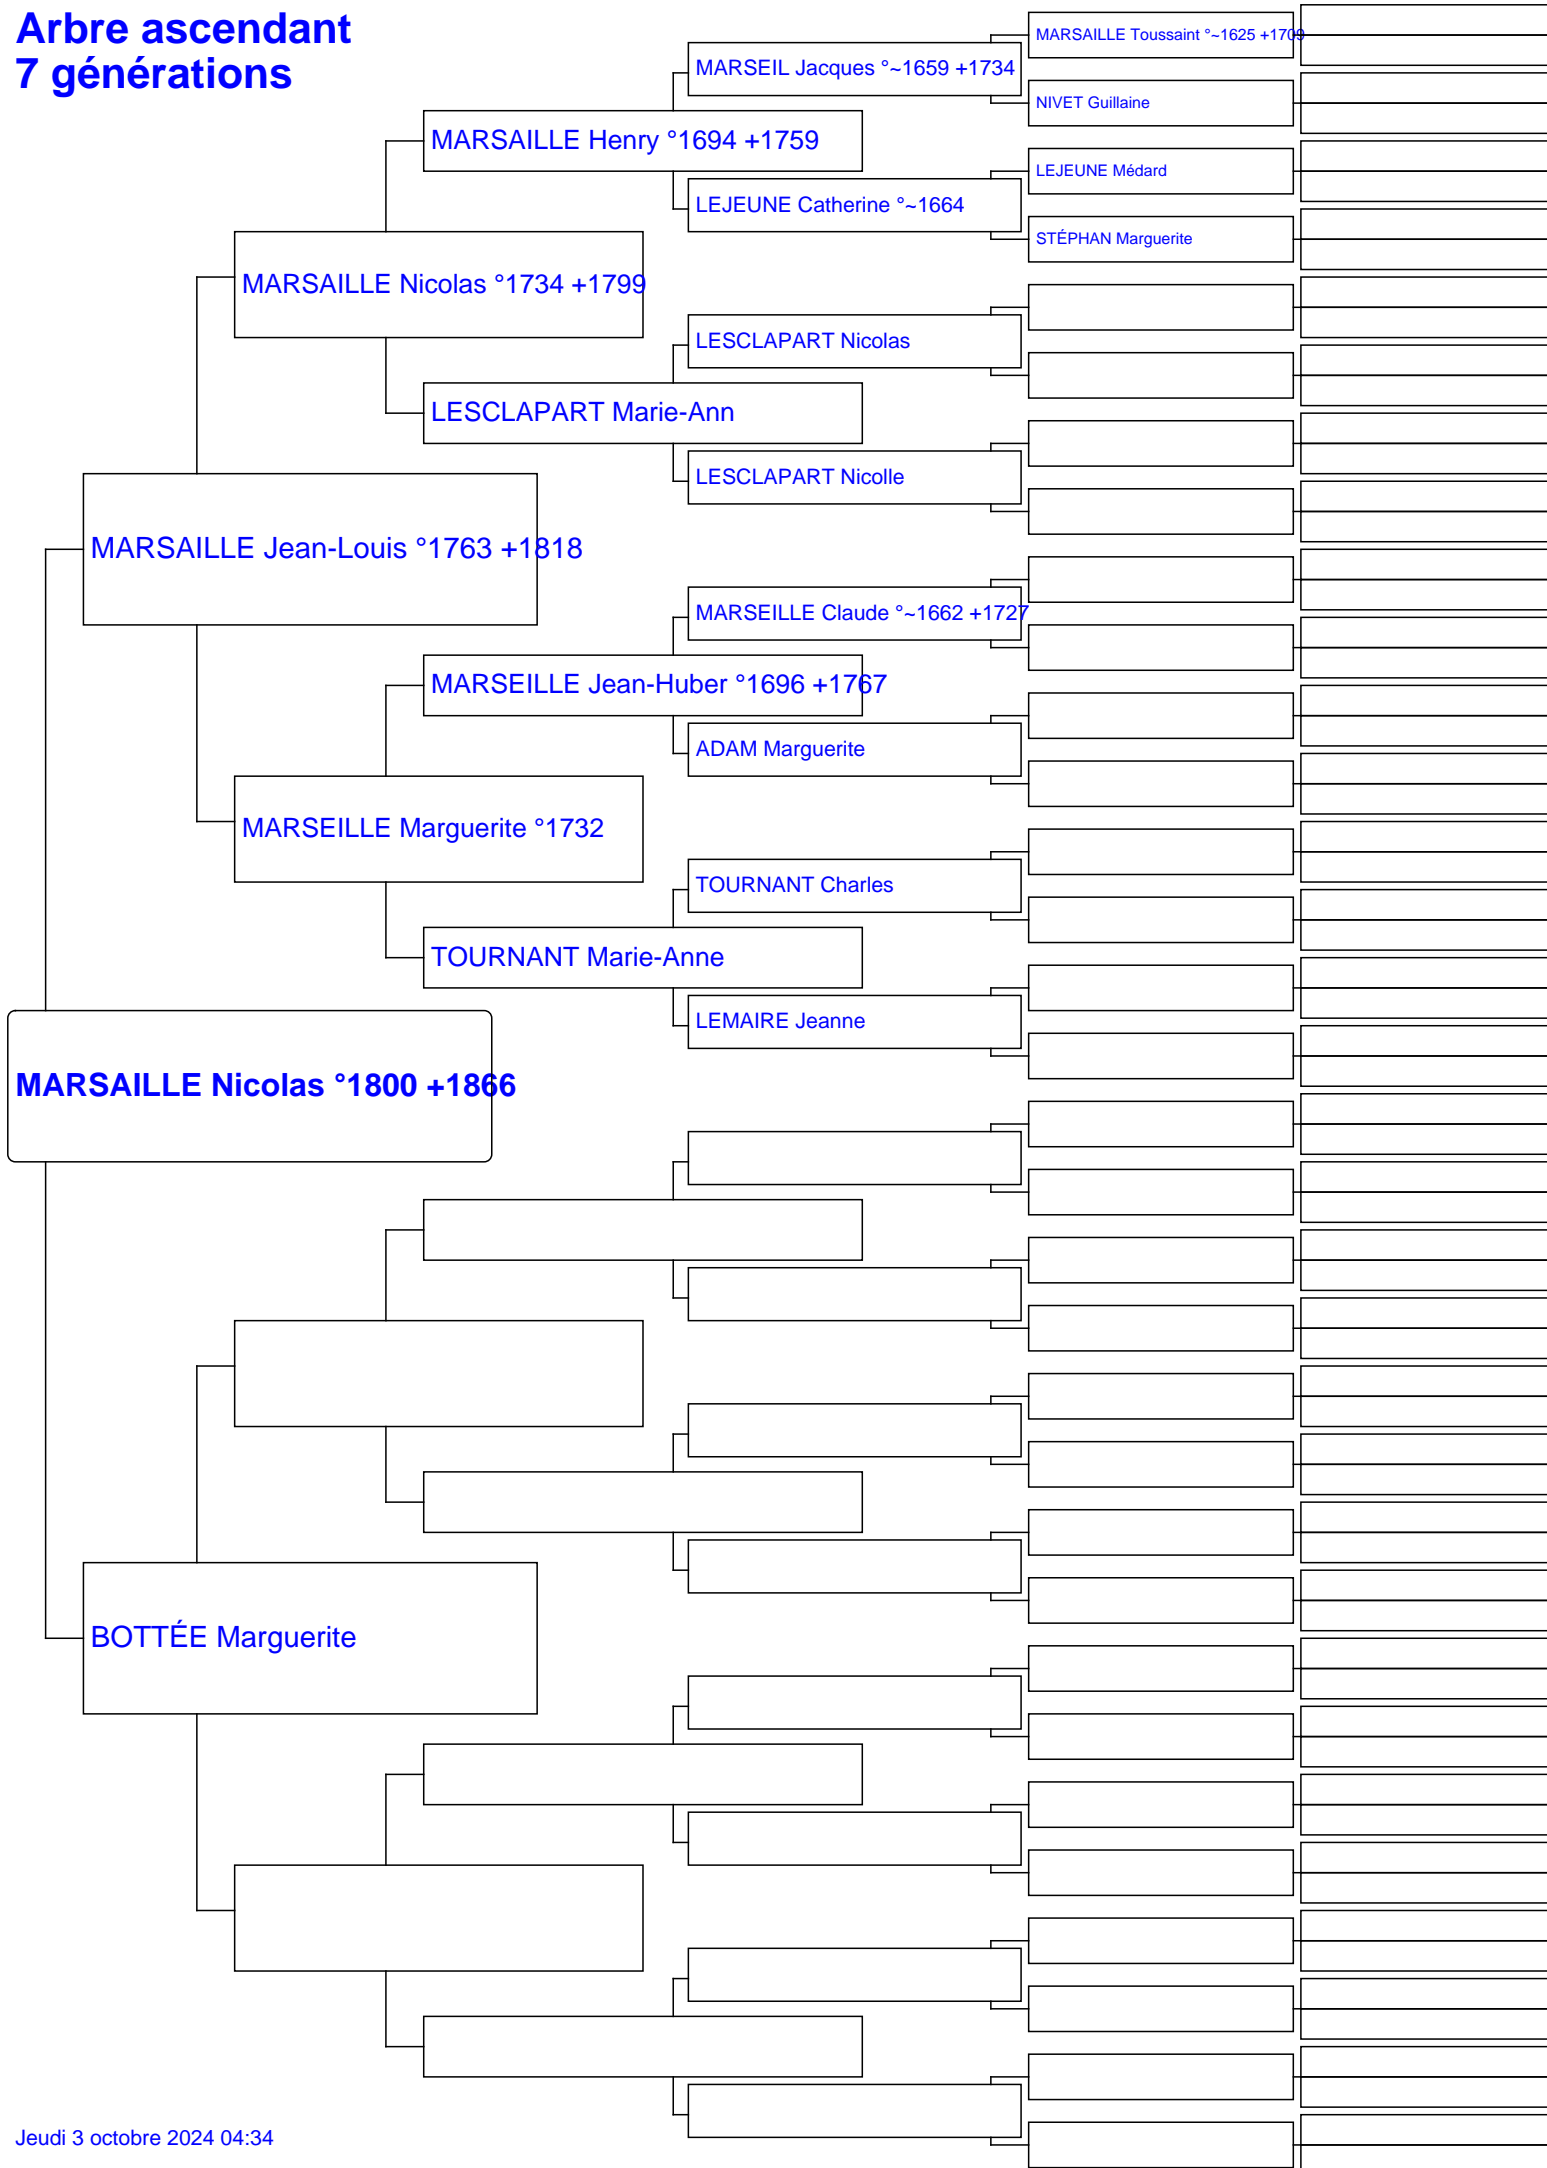 Arbre ascendant
7 générations
MARSAILLE Toussaint °~1625 +1709
MARSEIL Jacques °~1659 +1734
NIVET Guillaine
MARSAILLE Henry °1694 +1759
LEJEUNE Médard
LEJEUNE Catherine °~1664
STÉPHAN Marguerite
MARSAILLE Nicolas °1734 +1799
LESCLAPART Nicolas
LESCLAPART Marie-Ann
LESCLAPART Nicolle
MARSAILLE Jean-Louis °1763 +1818
MARSEILLE Claude °~1662 +1727
MARSEILLE Jean-Huber °1696 +1767
ADAM Marguerite
MARSEILLE Marguerite °1732
TOURNANT Charles
TOURNANT Marie-Anne
LEMAIRE Jeanne
MARSAILLE Nicolas °1800 +1866
BOTTÉE Marguerite
Jeudi 3 octobre 2024 04:34